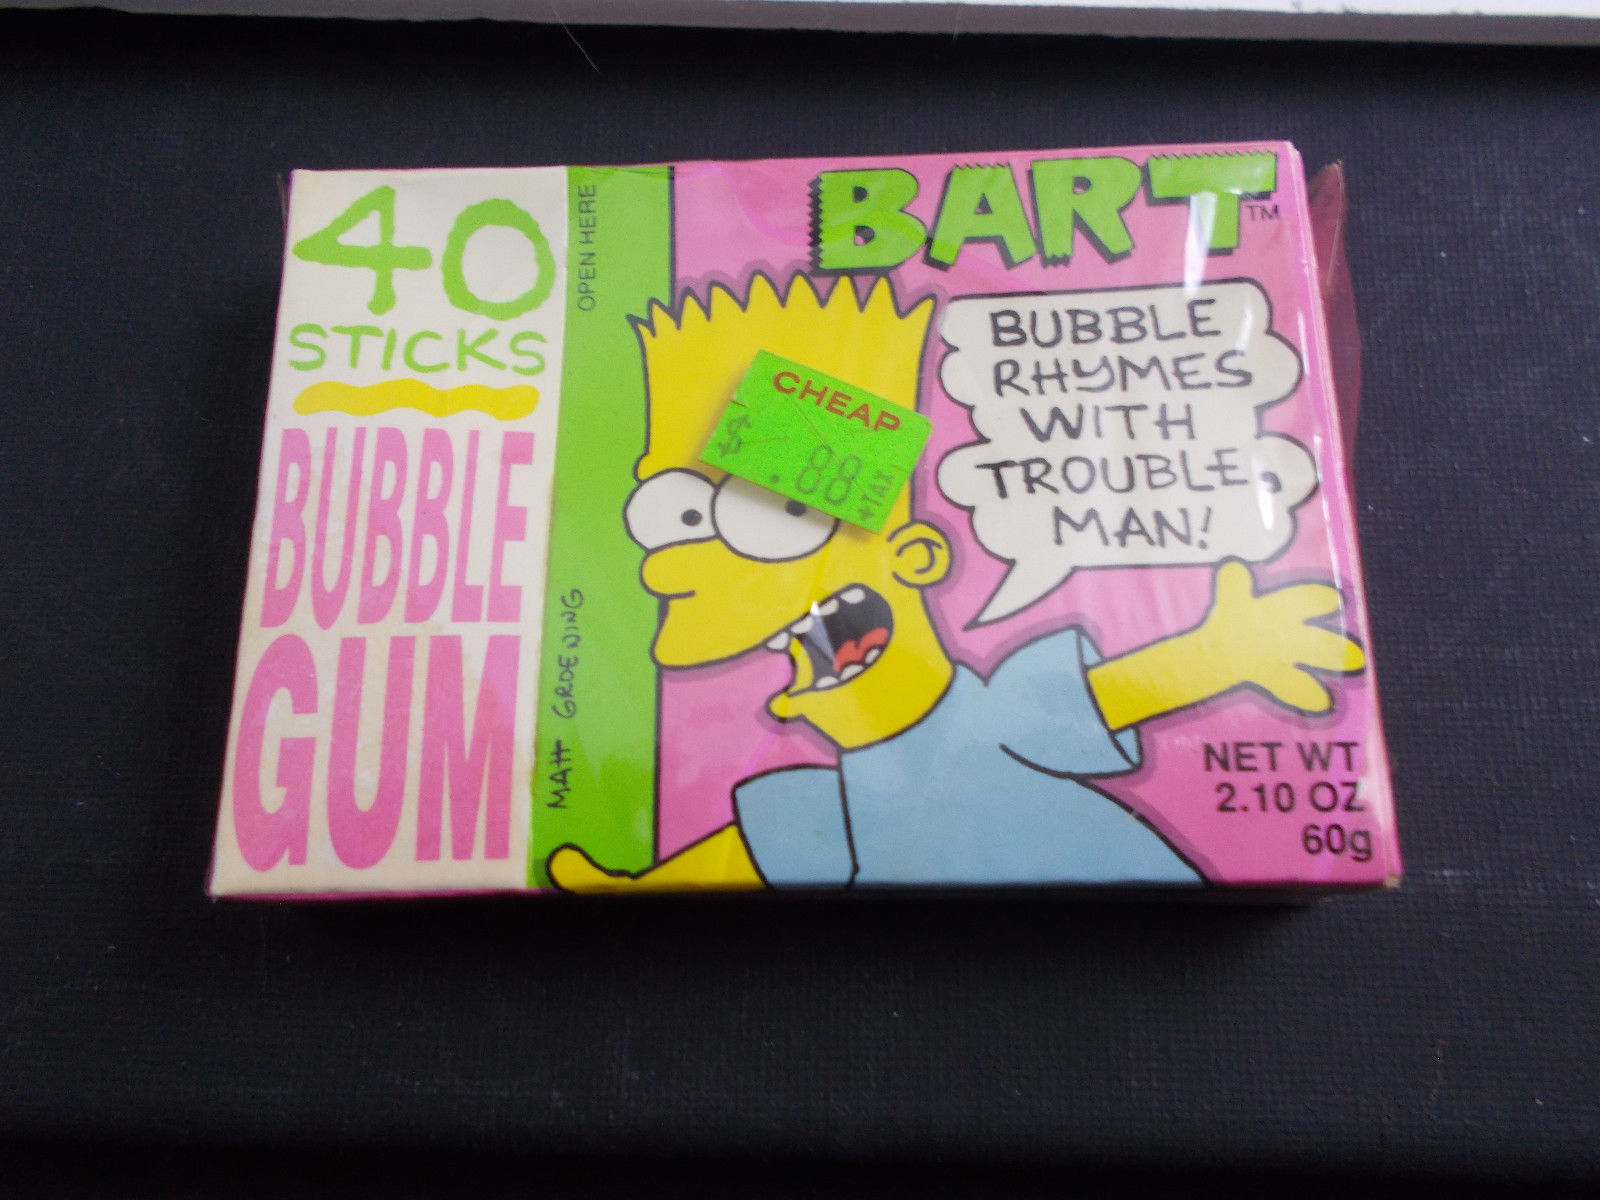 40
STICKS
BUBBLE
GUM
OPEN HERE
MATT GROENING
BART™
BUBBLE
RHYMES
WITH
TROUBLE,
MAN!
CHEAP
.88
+TAX
NET WT
2.10 OZ
60g